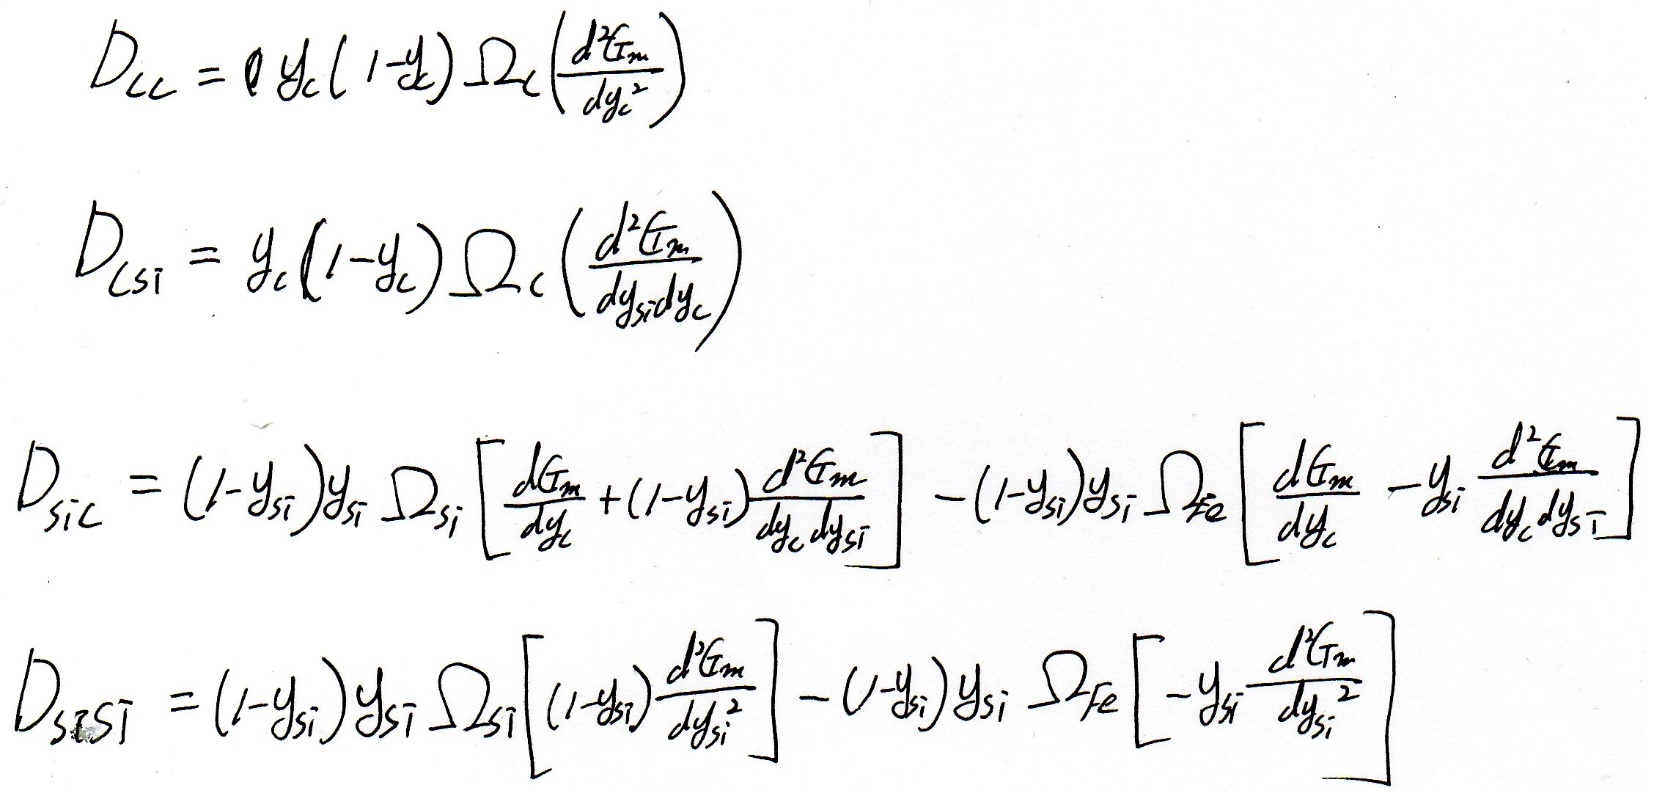 D_{CC} = y_C(1-y_C) Ω_C (d²G_m / dy_C²)
D_{CSi} = y_C(1-y_C) Ω_C (d²G_m / dy_{Si}dy_C)
D_{SiC} = (1-y_{Si})y_{Si} Ω_{Si} [dG_m/dy_C + (1-y_{Si}) d²G_m/dy_C dy_{Si}] - (1-y_{Si})y_{Si} Ω_{Fe} [dG_m/dy_C - y_{Si} d²G_m/dy_C dy_{Si}]
D_{SiSi} = (1-y_{Si})y_{Si} Ω_{Si} [(1-y_{Si}) d²G_m/dy_{Si}²] - (1-y_{Si})y_{Si} Ω_{Fe} [-y_{Si} d²G_m/dy_{Si}²]